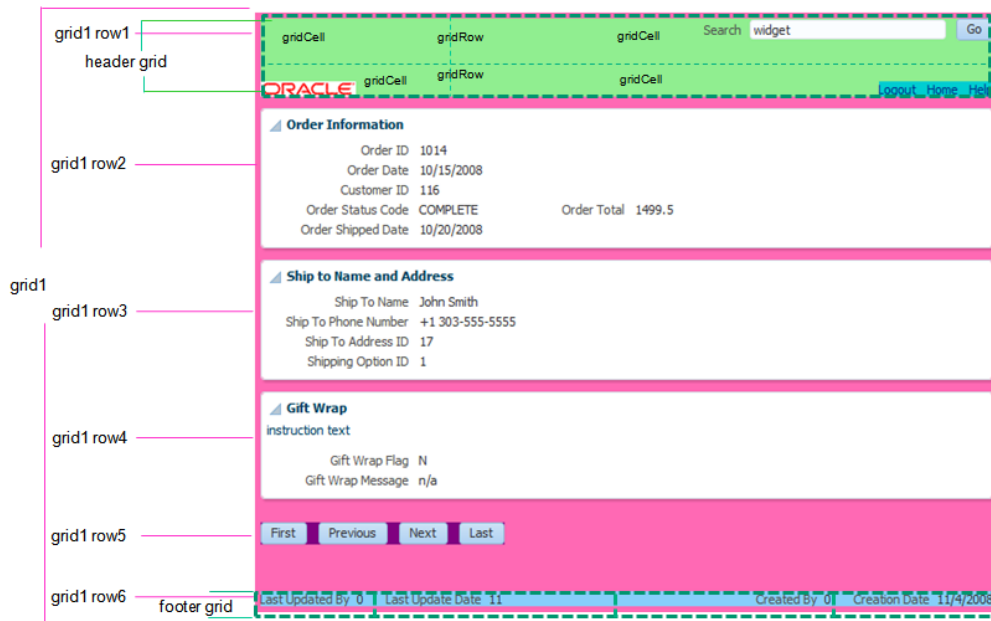 grid1 row1
gridCell
gridRow
gridCell
Search widget Go
header grid
ORACLE
gridCell
gridRow
gridCell
Logout Home Help
Order Information
grid1 row2
Order ID 1014
Order Date 10/15/2008
Customer ID 116
Order Status Code COMPLETE Order Total 1499.5
Order Shipped Date 10/20/2008
grid1
Ship to Name and Address
grid1 row3
Ship To Name John Smith
Ship To Phone Number +1 303-555-5555
Ship To Address ID 17
Shipping Option ID 1
Gift Wrap
instruction text
grid1 row4
Gift Wrap Flag N
Gift Wrap Message n/a
grid1 row5
First Previous Next Last
grid1 row6
footer grid
Last Updated By 0 Last Update Date 11 Created By 0 Creation Date 11/4/2008